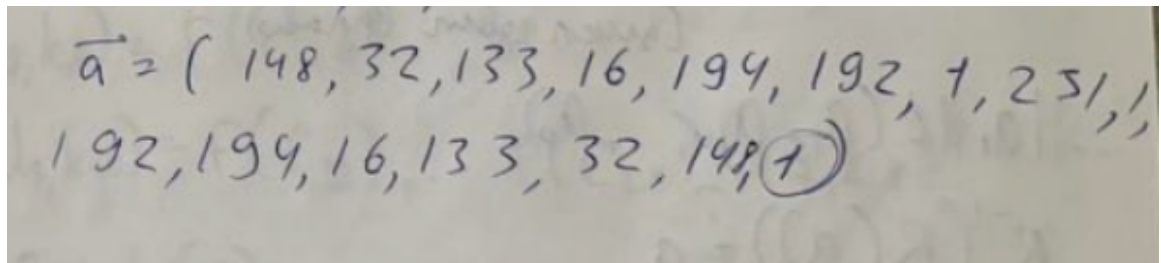 a = ( 148, 32, 133, 16, 194, 192, 1, 251, 1,
192, 194, 16, 133, 32, 148, 1)